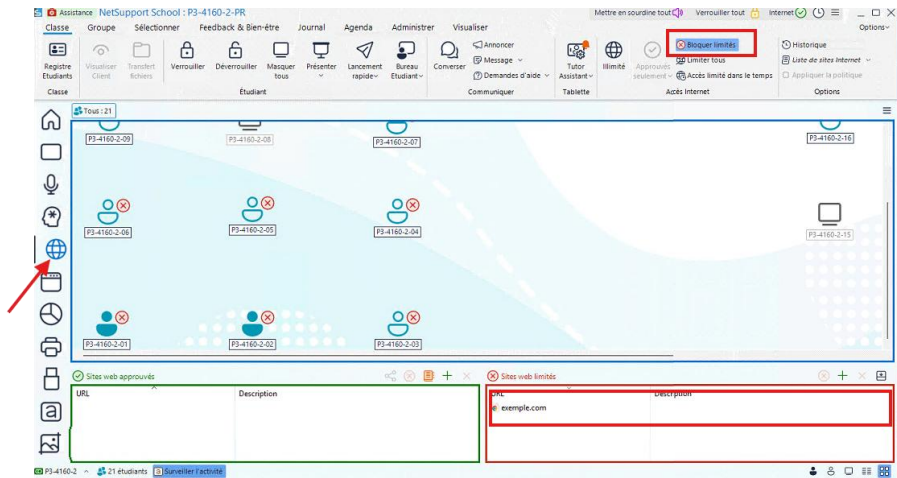 Assistance NetSupport School : P3-4160-2-PR Mettre en sourdine tout Verrouiller tout Internet
Classe Groupe Sélectionner Feedback & Bien-être Journal Agenda Administrer Visualiser Options
Registre Etudiants
Visualiser Client
Transfert fichiers
Verrouiller
Déverrouiller
Masquer tous
Présenter
Lancement rapide
Bureau Etudiant
Converser
Annoncer
Message
Demandes d'aide
Tutor Assistant
Illimité
Approuvés seulement
Bloquer limités
Limiter tous
Accès limité dans le temps
Historique
Liste de sites Internet
Appliquer la politique
Classe Étudiant Communiquer Tablette Accès Internet Options
Tous : 21
P3-4160-2-09 P3-4160-2-08 P3-4160-2-07 P3-4160-2-16
P3-4160-2-06 P3-4160-2-05 P3-4160-2-04 P3-4160-2-15
P3-4160-2-01 P3-4160-2-02 P3-4160-2-03
Sites web approuvés Sites web limités
URL Description URL Description
exemple.com
P3-4160-2 21 étudiants Surveiller l'activité